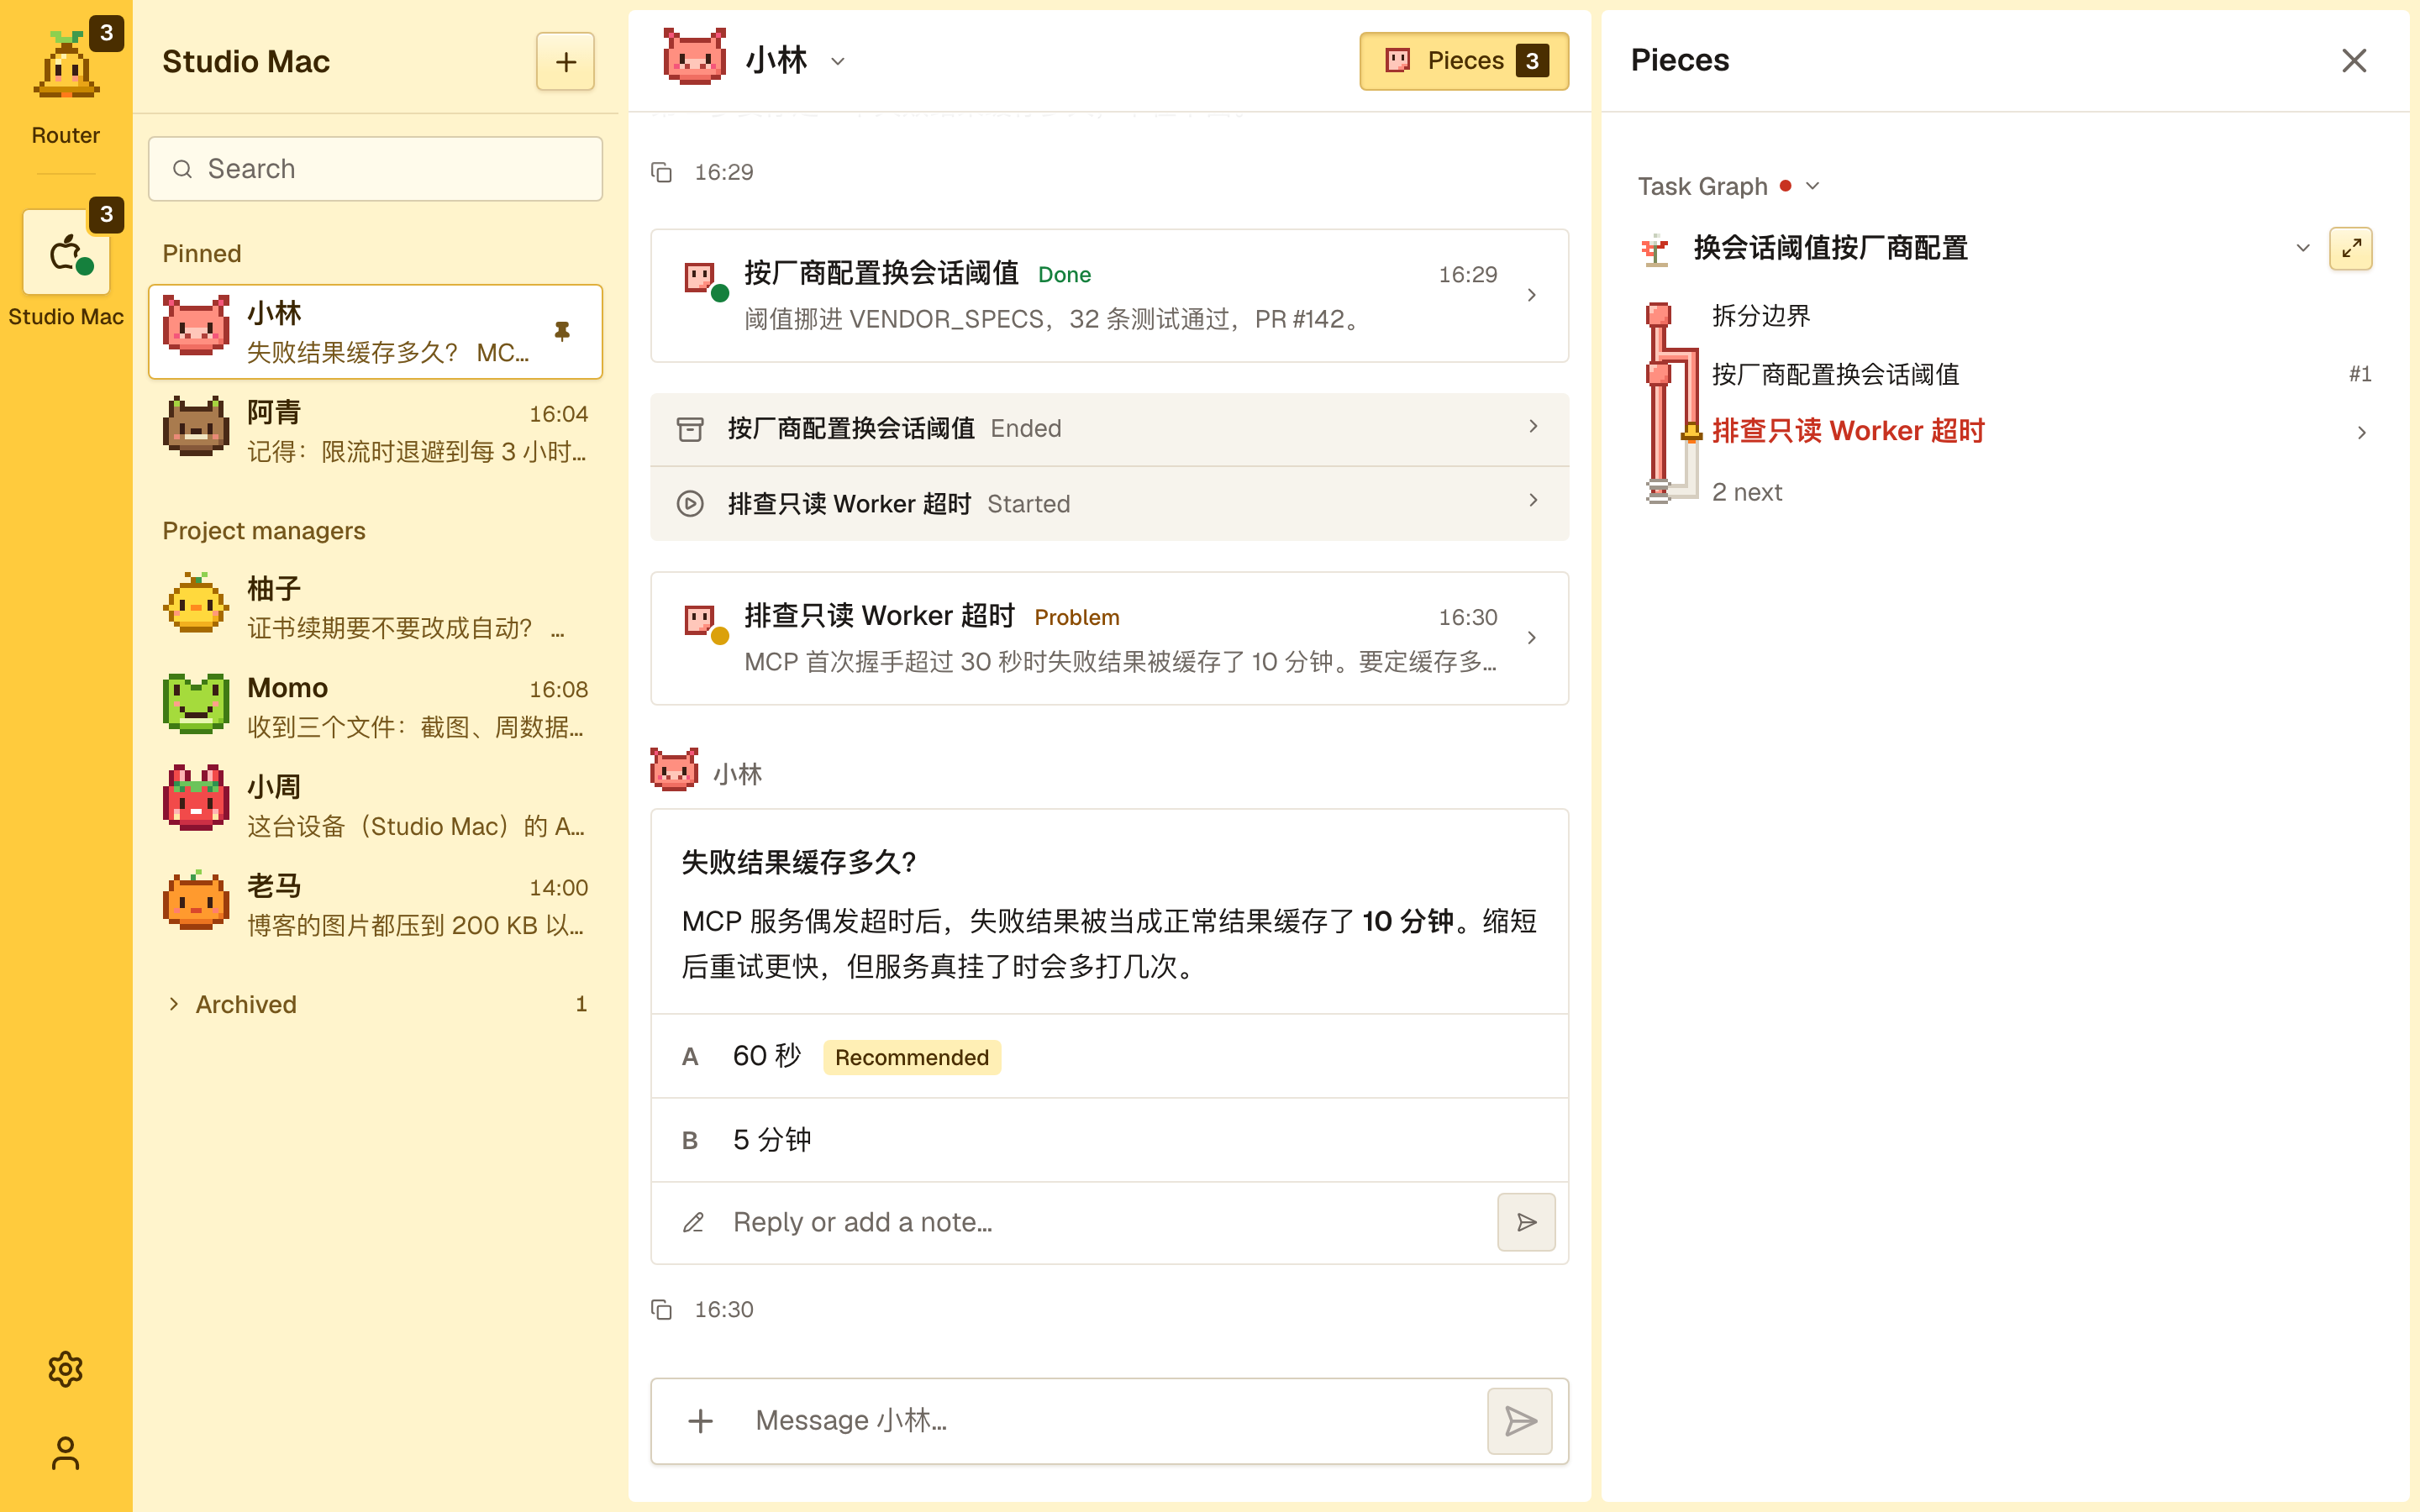 3
Router
3
Studio Mac
Studio Mac
Search
Pinned
小林
失败结果缓存多久? MC...
阿青
16:04
记得：限流时退避到每 3 小时...
Project managers
柚子
证书续期要不要改成自动? ...
Momo
16:08
收到三个文件：截图、周数据...
小周
这台设备（Studio Mac）的 A...
老马
14:00
博客的图片都压到 200 KB 以...
Archived
1
小林
Pieces 3
16:29
按厂商配置换会话阈值 Done
16:29
阈值挪进 VENDOR_SPECS，32 条测试通过，PR #142。
按厂商配置换会话阈值 Ended
排查只读 Worker 超时 Started
排查只读 Worker 超时 Problem
16:30
MCP 首次握手超过 30 秒时失败结果被缓存了 10 分钟。要定缓存多...
小林
失败结果缓存多久?
MCP 服务偶发超时后，失败结果被当成正常结果缓存了 10 分钟。缩短
后重试更快，但服务真挂了时会多打几次。
A 60 秒 Recommended
B 5 分钟
Reply or add a note...
16:30
Message 小林...
Pieces
Task Graph
换会话阈值按厂商配置
拆分边界
按厂商配置换会话阈值
#1
排查只读 Worker 超时
2 next